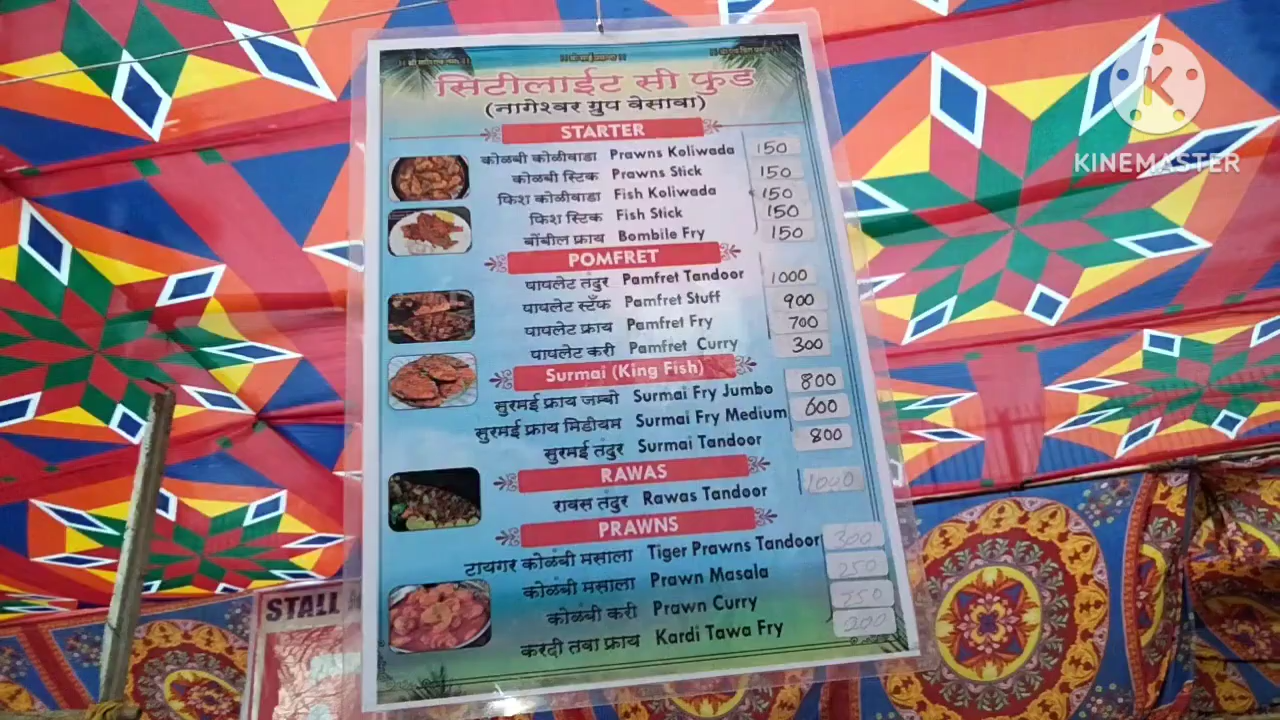 सिटीलाईट सी फुड
(नागेश्वर ग्रुप वेसावा)
STARTER
कोळबी कोळीवाडा Prawns Koliwada 150
कोळबी स्टिक Prawns Stick 150
फिश कोळीवाडा Fish Koliwada 150
फिश स्टिक Fish Stick 150
बोंबील फ्राय Bombile Fry 150
POMFRET
पापलेट तंदुर Pamfret Tandoor 1000
पापलेट स्टँफ Pamfret Stuff 900
पापलेट फ्राय Pamfret Fry 700
पापलेट करी Pamfret Curry 300
Surmai (King Fish)
सुरमई फ्राय जम्बो Surmai Fry Jumbo 800
सुरमई फ्राय मिडीयम Surmai Fry Medium 600
सुरमई तंदुर Surmai Tandoor 800
RAWAS
रावस तंदुर Rawas Tandoor 1000
PRAWNS
टायगर कोळंबी मसाला Tiger Prawns Tandoor 300
कोळंबी मसाला Prawn Masala 250
कोळंबी करी Prawn Curry 250
करदी तवा फ्राय Kardi Tawa Fry 200
STALL
KINEMASTER